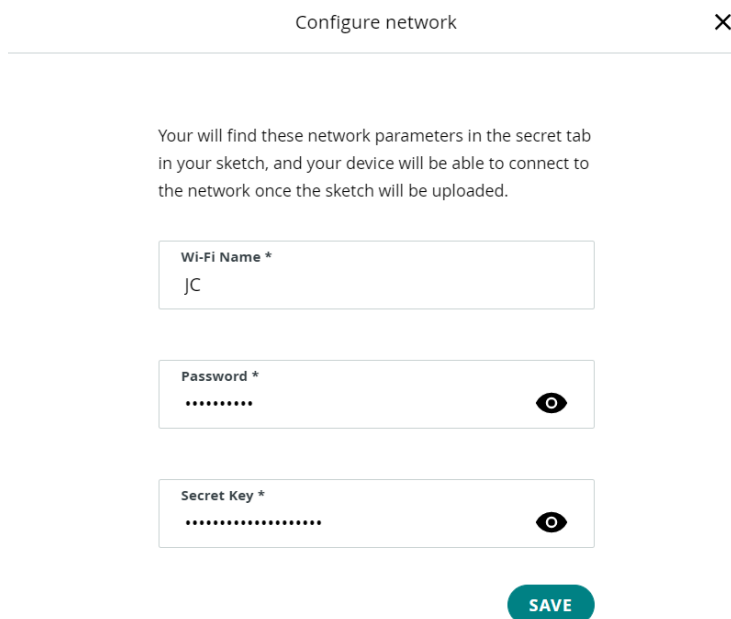 Configure network
Your will find these network parameters in the secret tab
in your sketch, and your device will be able to connect to
the network once the sketch will be uploaded.
Wi-Fi Name *
JC
Password *
••••••••••
Secret Key *
••••••••••••••••••••
SAVE